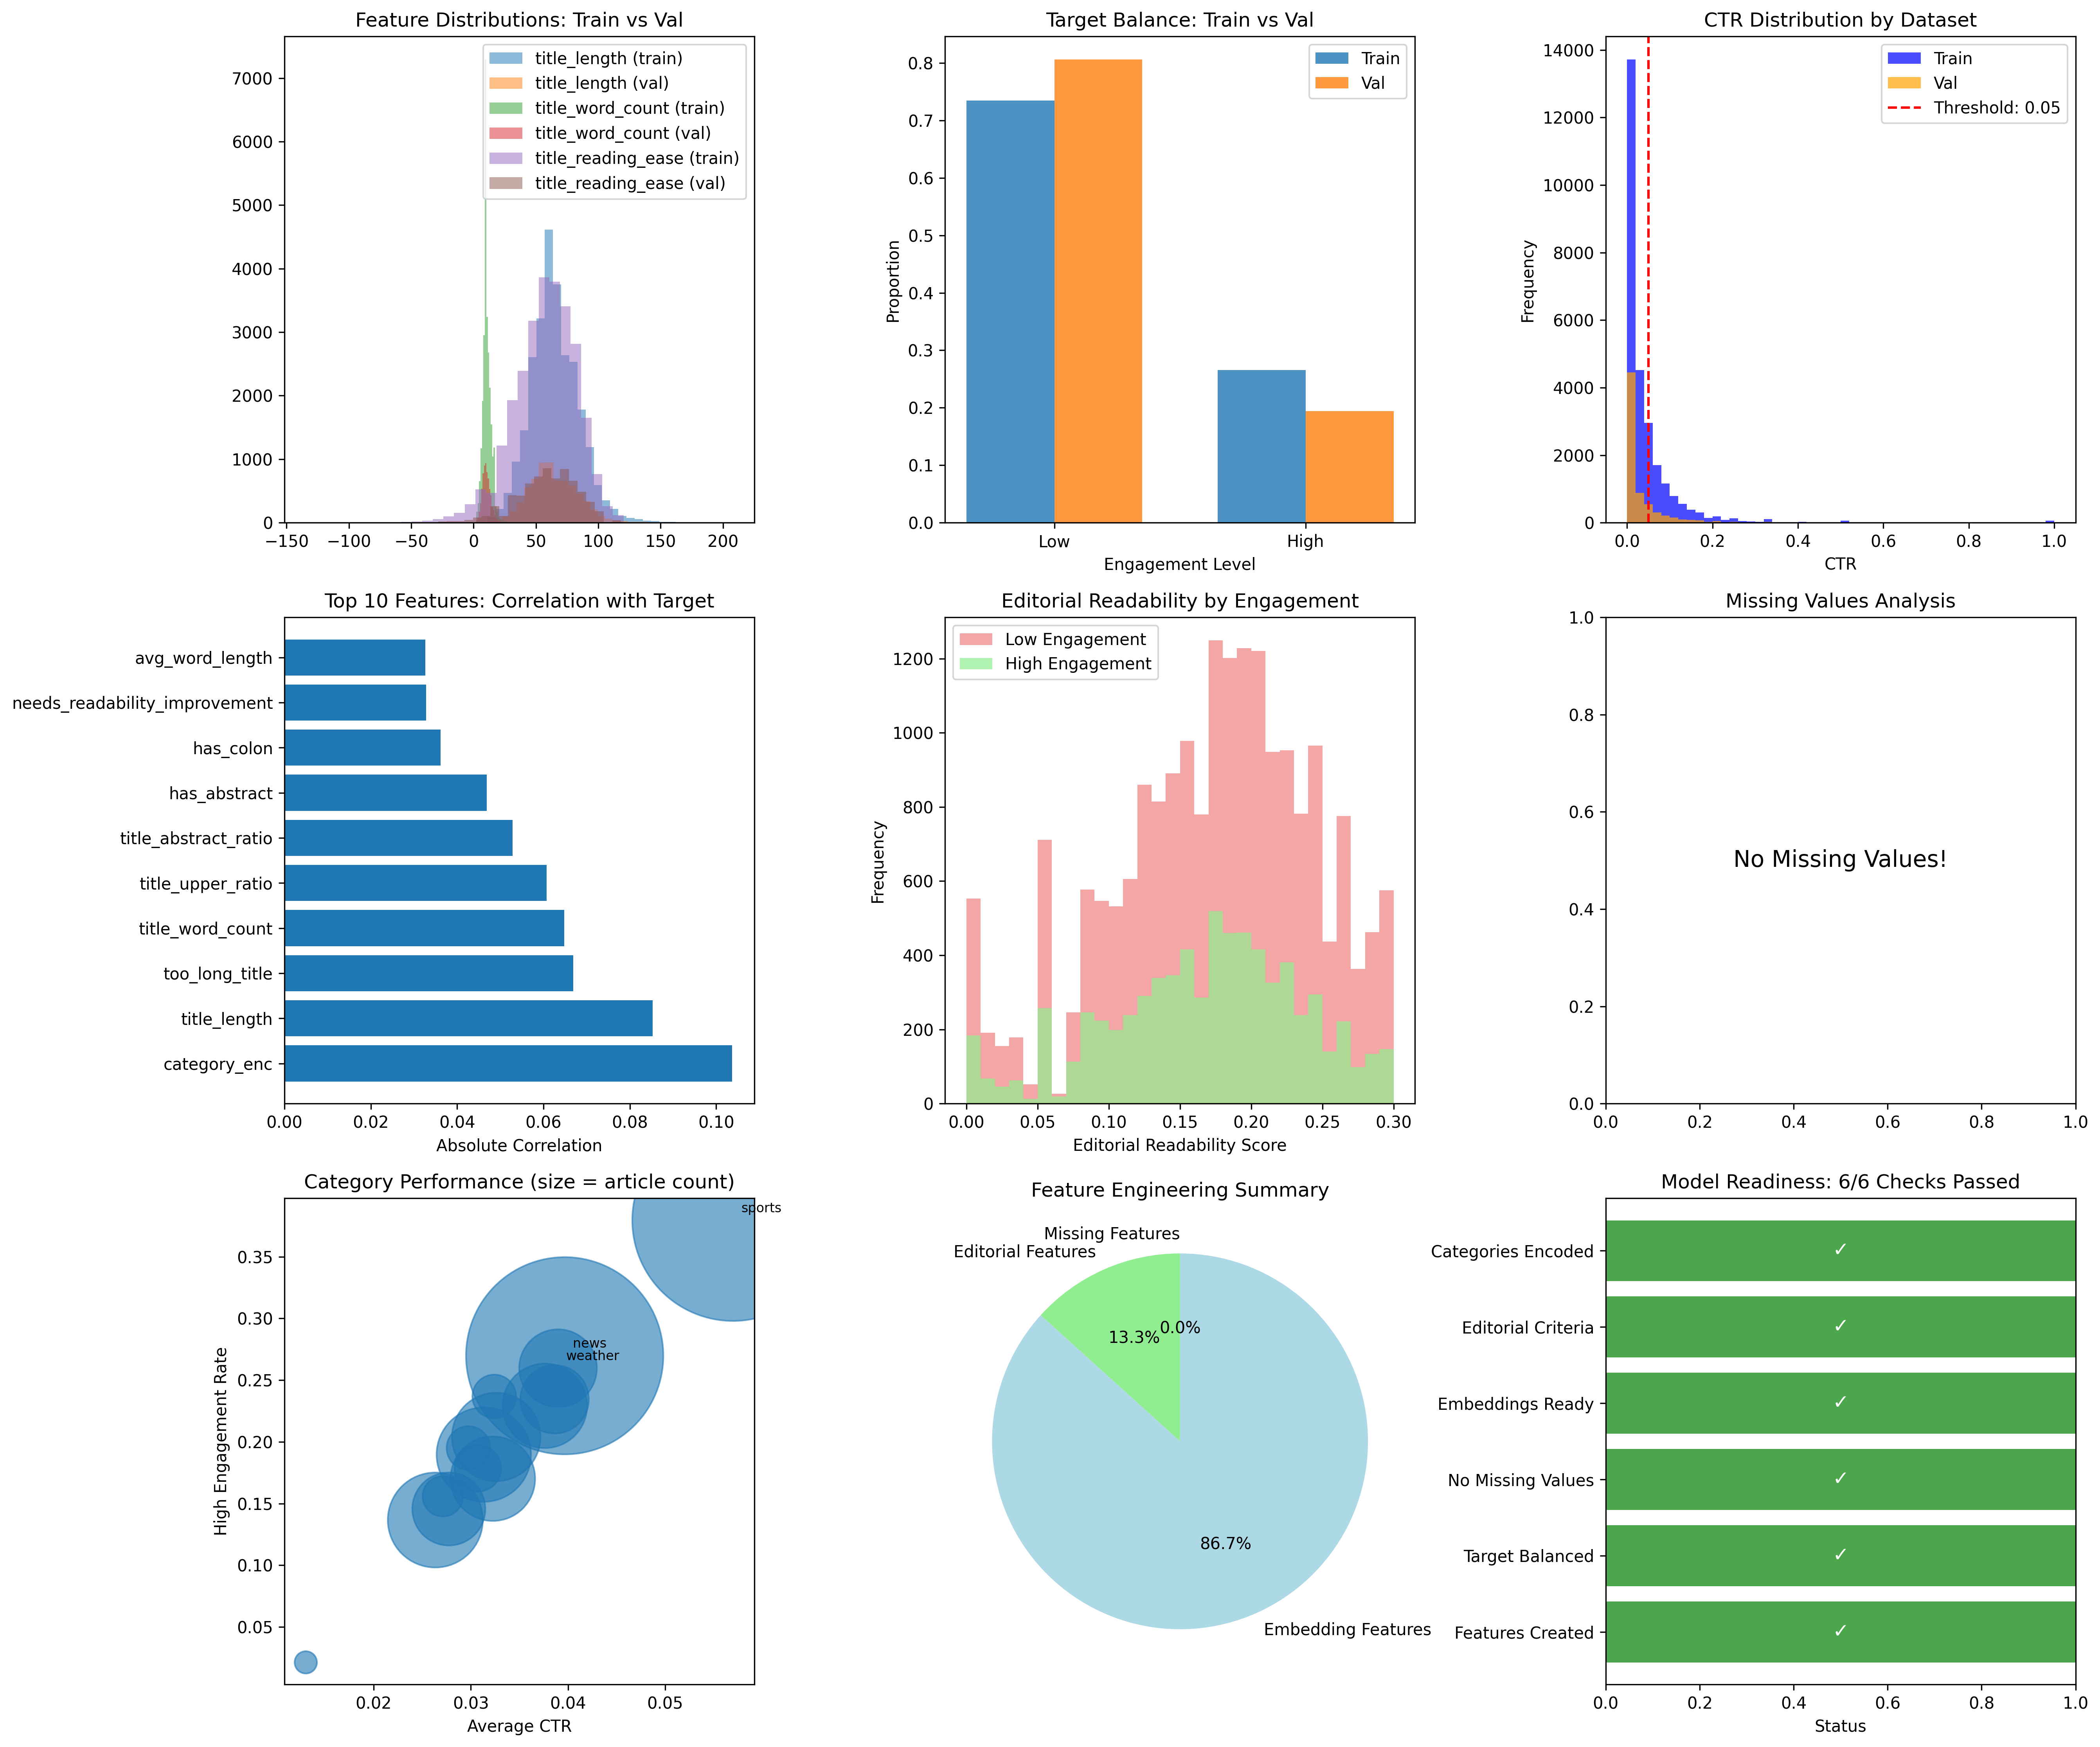 Feature Distributions: Train vs Val
title_length (train)
title_length (val)
title_word_count (train)
title_word_count (val)
title_reading_ease (train)
title_reading_ease (val)
7000
6000
5000
4000
3000
2000
1000
0
−150 −100 −50 0 50 100 150 200
Target Balance: Train vs Val
Train
Val
Proportion
0.8
0.7
0.6
0.5
0.4
0.3
0.2
0.1
0.0
Low High
Engagement Level
CTR Distribution by Dataset
Train
Val
Threshold: 0.05
Frequency
14000
12000
10000
8000
6000
4000
2000
0
0.0 0.2 0.4 0.6 0.8 1.0
CTR
Top 10 Features: Correlation with Target
avg_word_length
needs_readability_improvement
has_colon
has_abstract
title_abstract_ratio
title_upper_ratio
title_word_count
too_long_title
title_length
category_enc
0.00 0.02 0.04 0.06 0.08 0.10
Absolute Correlation
Editorial Readability by Engagement
Low Engagement
High Engagement
Frequency
1200
1000
800
600
400
200
0
0.00 0.05 0.10 0.15 0.20 0.25 0.30
Editorial Readability Score
Missing Values Analysis
1.0
0.8
0.6
0.4
0.2
0.0
No Missing Values!
0.0 0.2 0.4 0.6 0.8 1.0
Category Performance (size = article count)
sports
news
weather
High Engagement Rate
0.35
0.30
0.25
0.20
0.15
0.10
0.05
0.02 0.03 0.04 0.05
Average CTR
Feature Engineering Summary
Missing Features
Editorial Features
13.3%
0.0%
86.7%
Embedding Features
Model Readiness: 6/6 Checks Passed
Categories Encoded ✓
Editorial Criteria ✓
Embeddings Ready ✓
No Missing Values ✓
Target Balanced ✓
Features Created ✓
0.0 0.2 0.4 0.6 0.8 1.0
Status